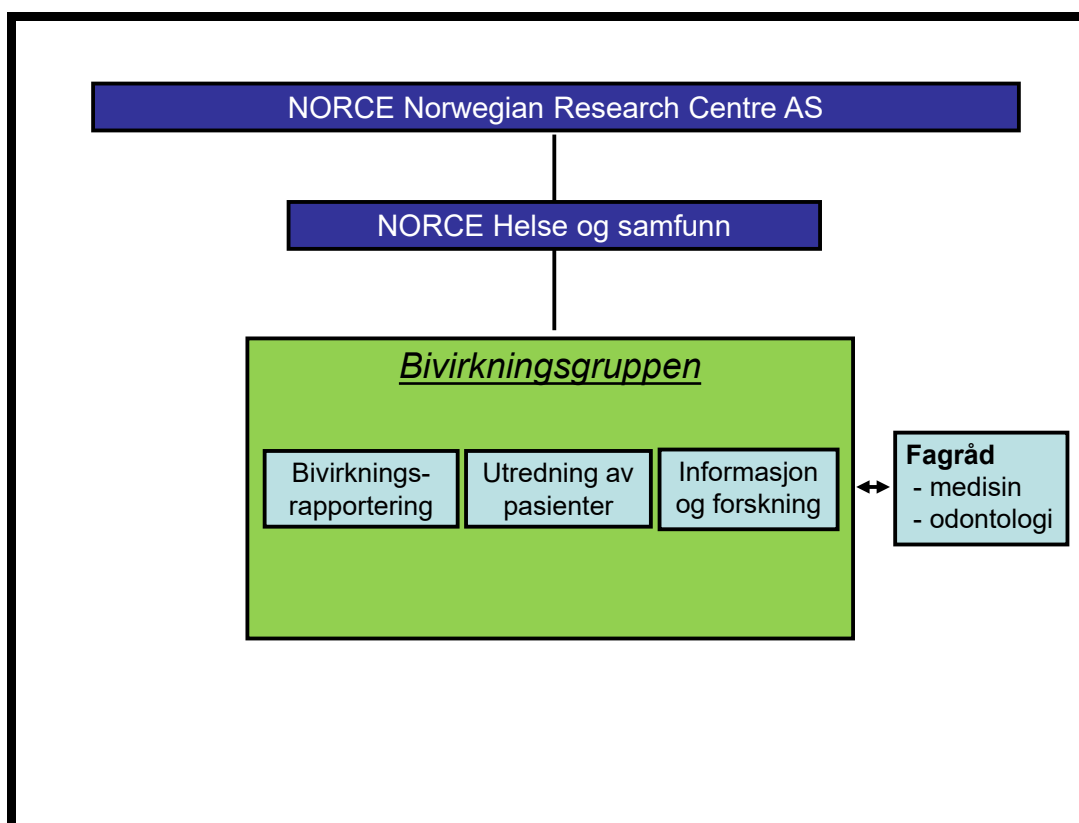 NORCE Norwegian Research Centre AS
NORCE Helse og samfunn
Bivirkningsgruppen
Bivirknings-
rapportering
Utredning av
pasienter
Informasjon
og forskning
Fagråd
- medisin
- odontologi